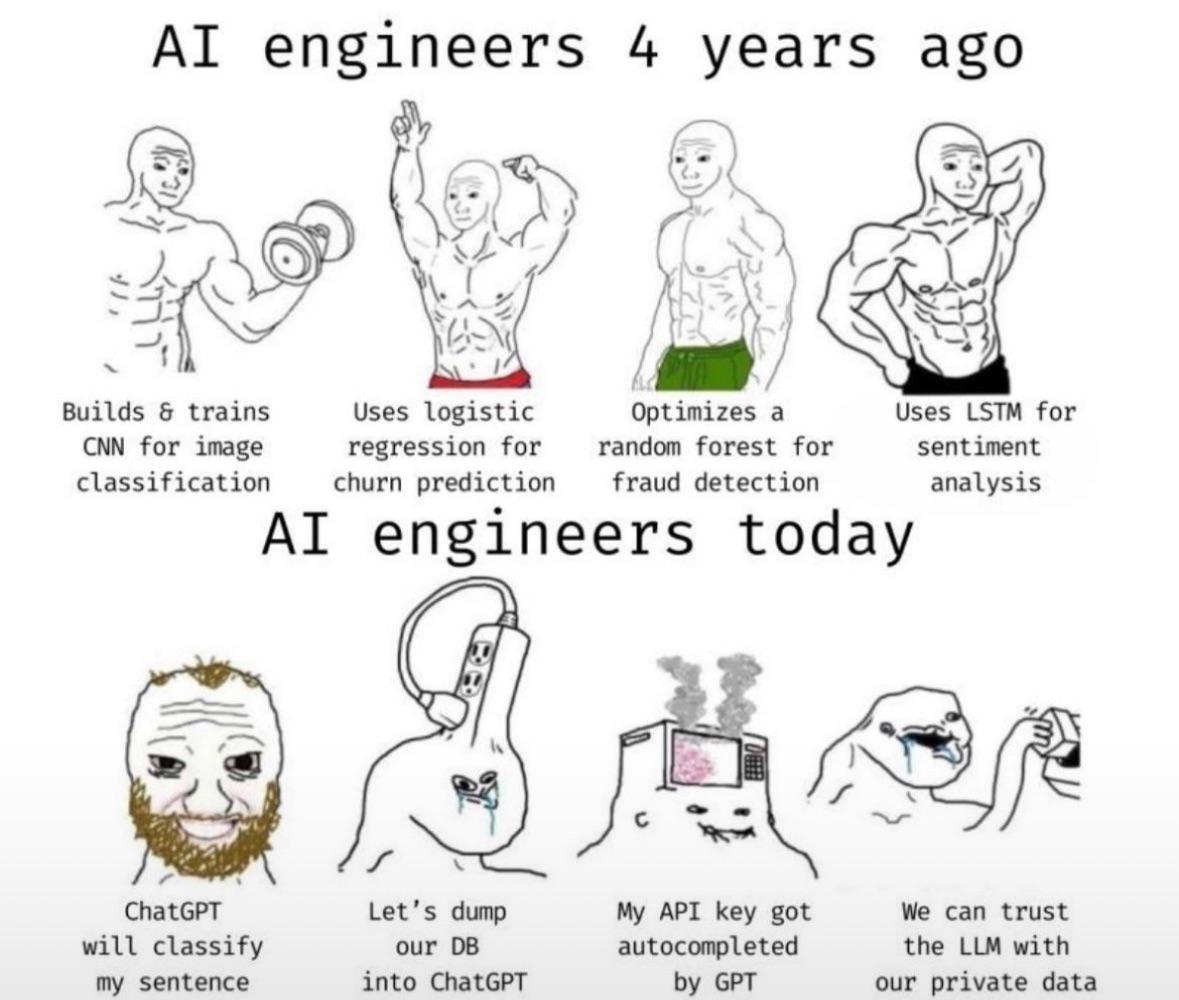 AI engineers 4 years ago
Builds & trains
CNN for image
classification
Uses logistic
regression for
churn prediction
Optimizes a
random forest for
fraud detection
Uses LSTM for
sentiment
analysis
AI engineers today
ChatGPT
will classify
my sentence
Let's dump
our DB
into ChatGPT
My API key got
autocompleted
by GPT
We can trust
the LLM with
our private data